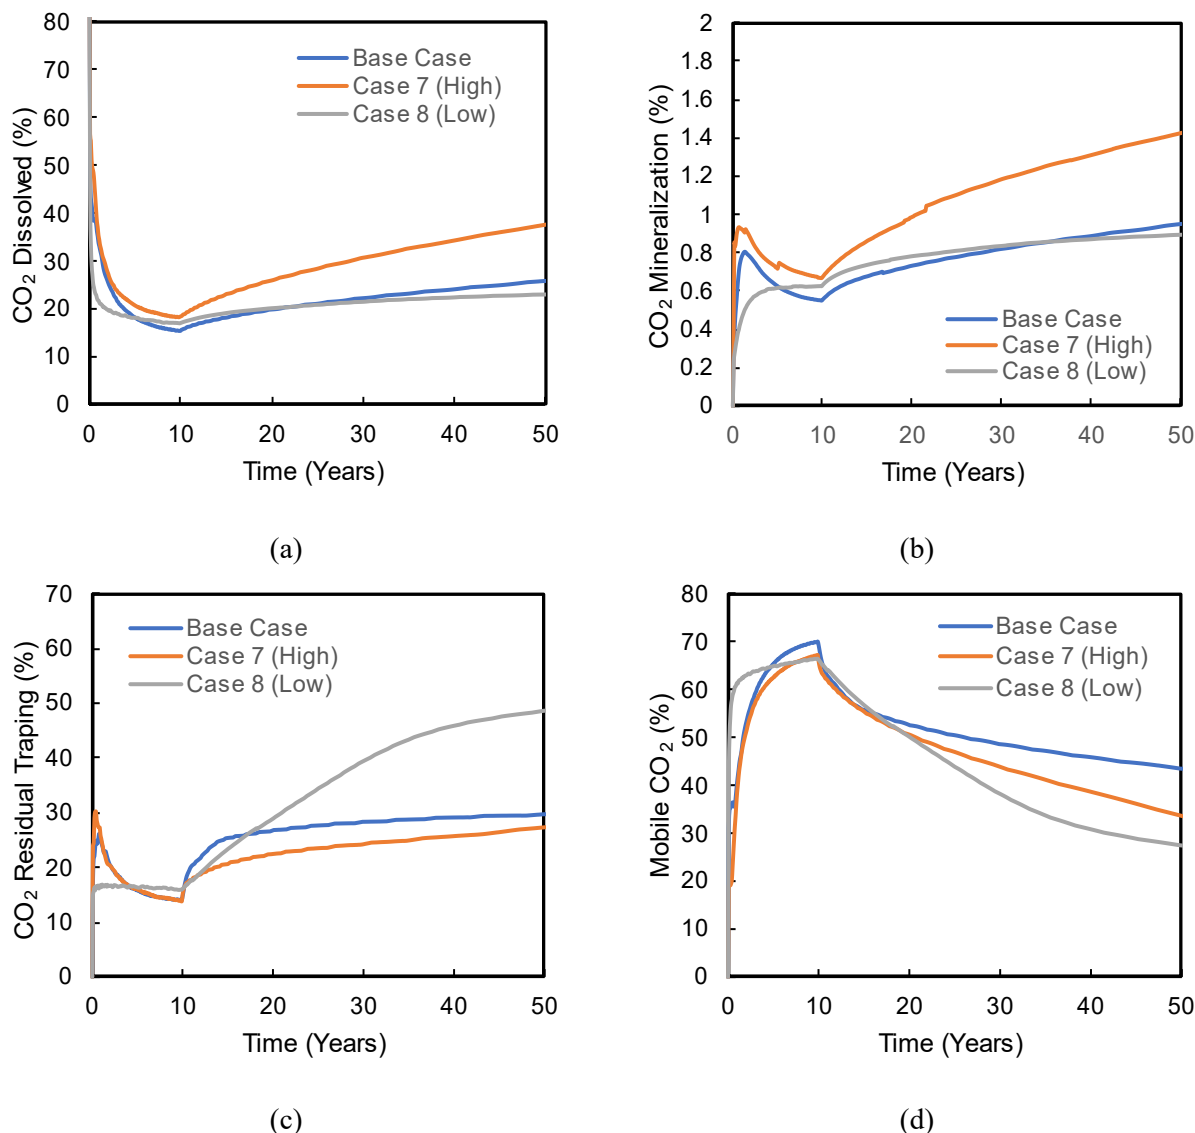 80
70
60
50
40
30
20
10
0
CO₂ Dissolved (%)
Base Case
Case 7 (High)
Case 8 (Low)
0 10 20 30 40 50
Time (Years)
(a)
2
1.8
1.6
1.4
1.2
1
0.8
0.6
0.4
0.2
0
CO₂ Mineralization (%)
Base Case
Case 7 (High)
Case 8 (Low)
0 10 20 30 40 50
Time (Years)
(b)
70
60
50
40
30
20
10
0
CO₂ Residual Traping (%)
Base Case
Case 7 (High)
Case 8 (Low)
0 10 20 30 40 50
Time (Years)
(c)
80
70
60
50
40
30
20
10
0
Mobile CO₂ (%)
Base Case
Case 7 (High)
Case 8 (Low)
0 10 20 30 40 50
Time (Years)
(d)